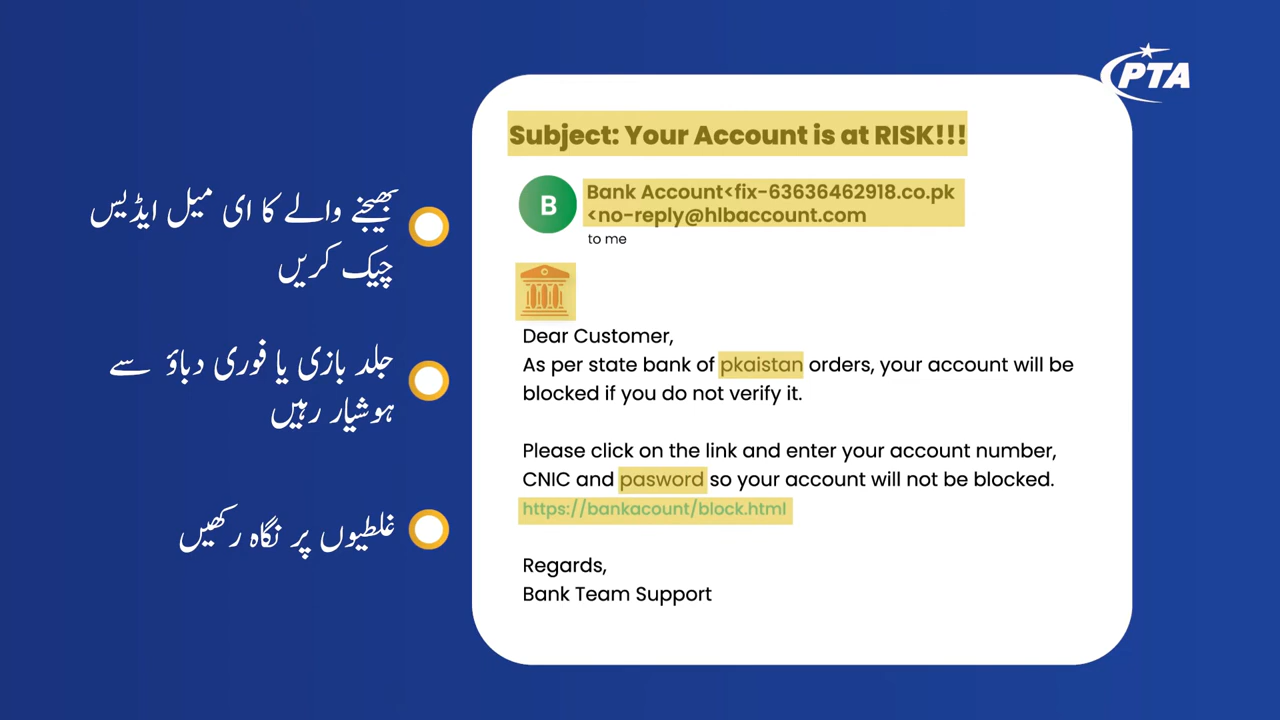 PTA
بھیجنے والے کا ای میل ایڈیس
چیک کریں
جلد بازی یا فوری دباؤ سے
ہوشیار رہیں
غلطیوں پر نگاہ رکھیں
Subject: Your Account is at RISK!!!
B
Bank Account<fix-63636462918.co.pk
<no-reply@hlbaccount.com
to me
Dear Customer,
As per state bank of pkaistan orders, your account will be
blocked if you do not verify it.
Please click on the link and enter your account number,
CNIC and pasword so your account will not be blocked.
https://bankacount/block.html
Regards,
Bank Team Support